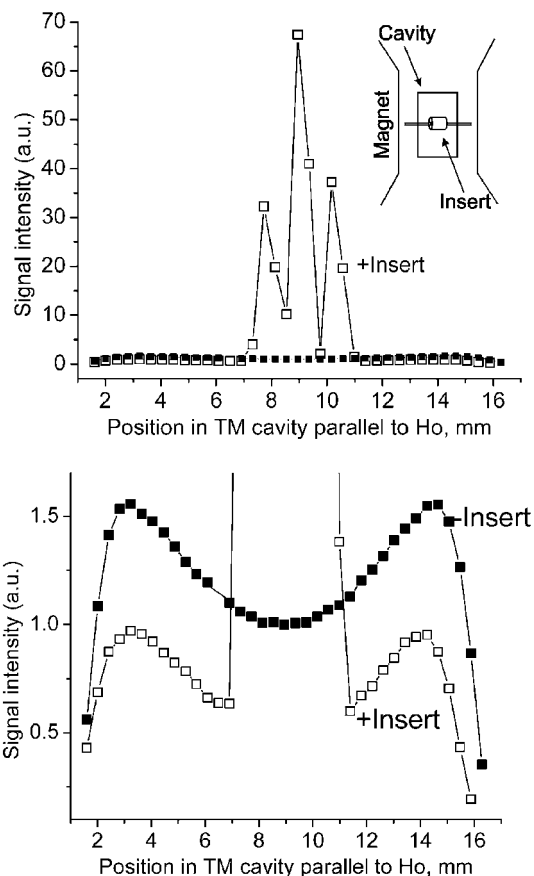 70
60
50
40
30
20
10
0
Signal intensity (a.u.)
Cavity
Magnet
Insert
+Insert
2 4 6 8 10 12 14 16
Position in TM cavity parallel to Ho, mm
1.5
1.0
0.5
Signal intensity (a.u.)
-Insert
+Insert
2 4 6 8 10 12 14 16
Position in TM cavity parallel to Ho, mm